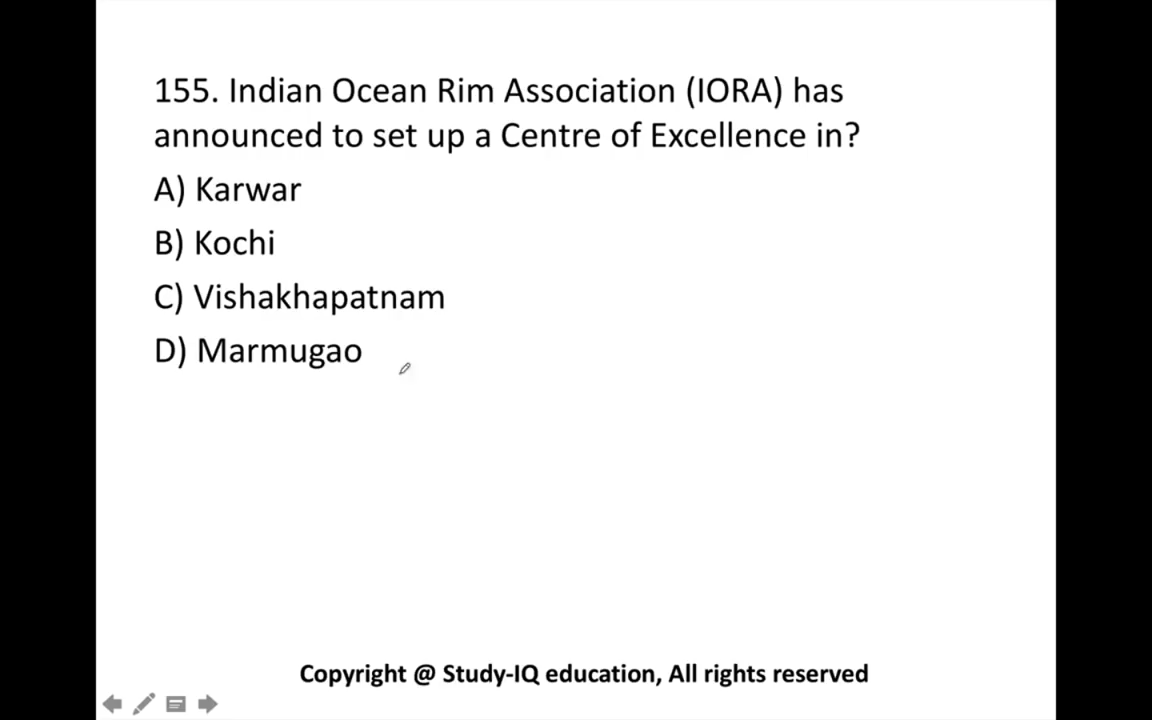 155. Indian Ocean Rim Association (IORA) has
announced to set up a Centre of Excellence in?
A) Karwar
B) Kochi
C) Vishakhapatnam
D) Marmugao
Copyright @ Study-IQ education, All rights reserved